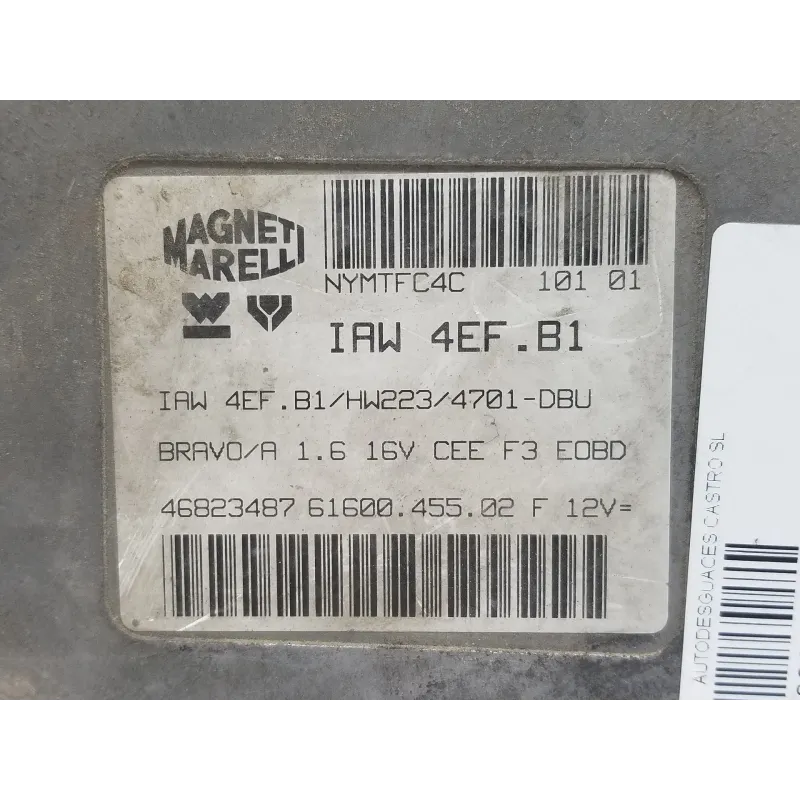 MAGNETI
MARELLI
NYMTFC4C 101 01
IAW 4EF.B1
IAW 4EF.B1/HW223/4701-DBU
BRAVO/A 1.6 16V CEE F3 EOBD
46823487 61600.455.02 F 12V=
AUTODESGUACES CASTRO SL